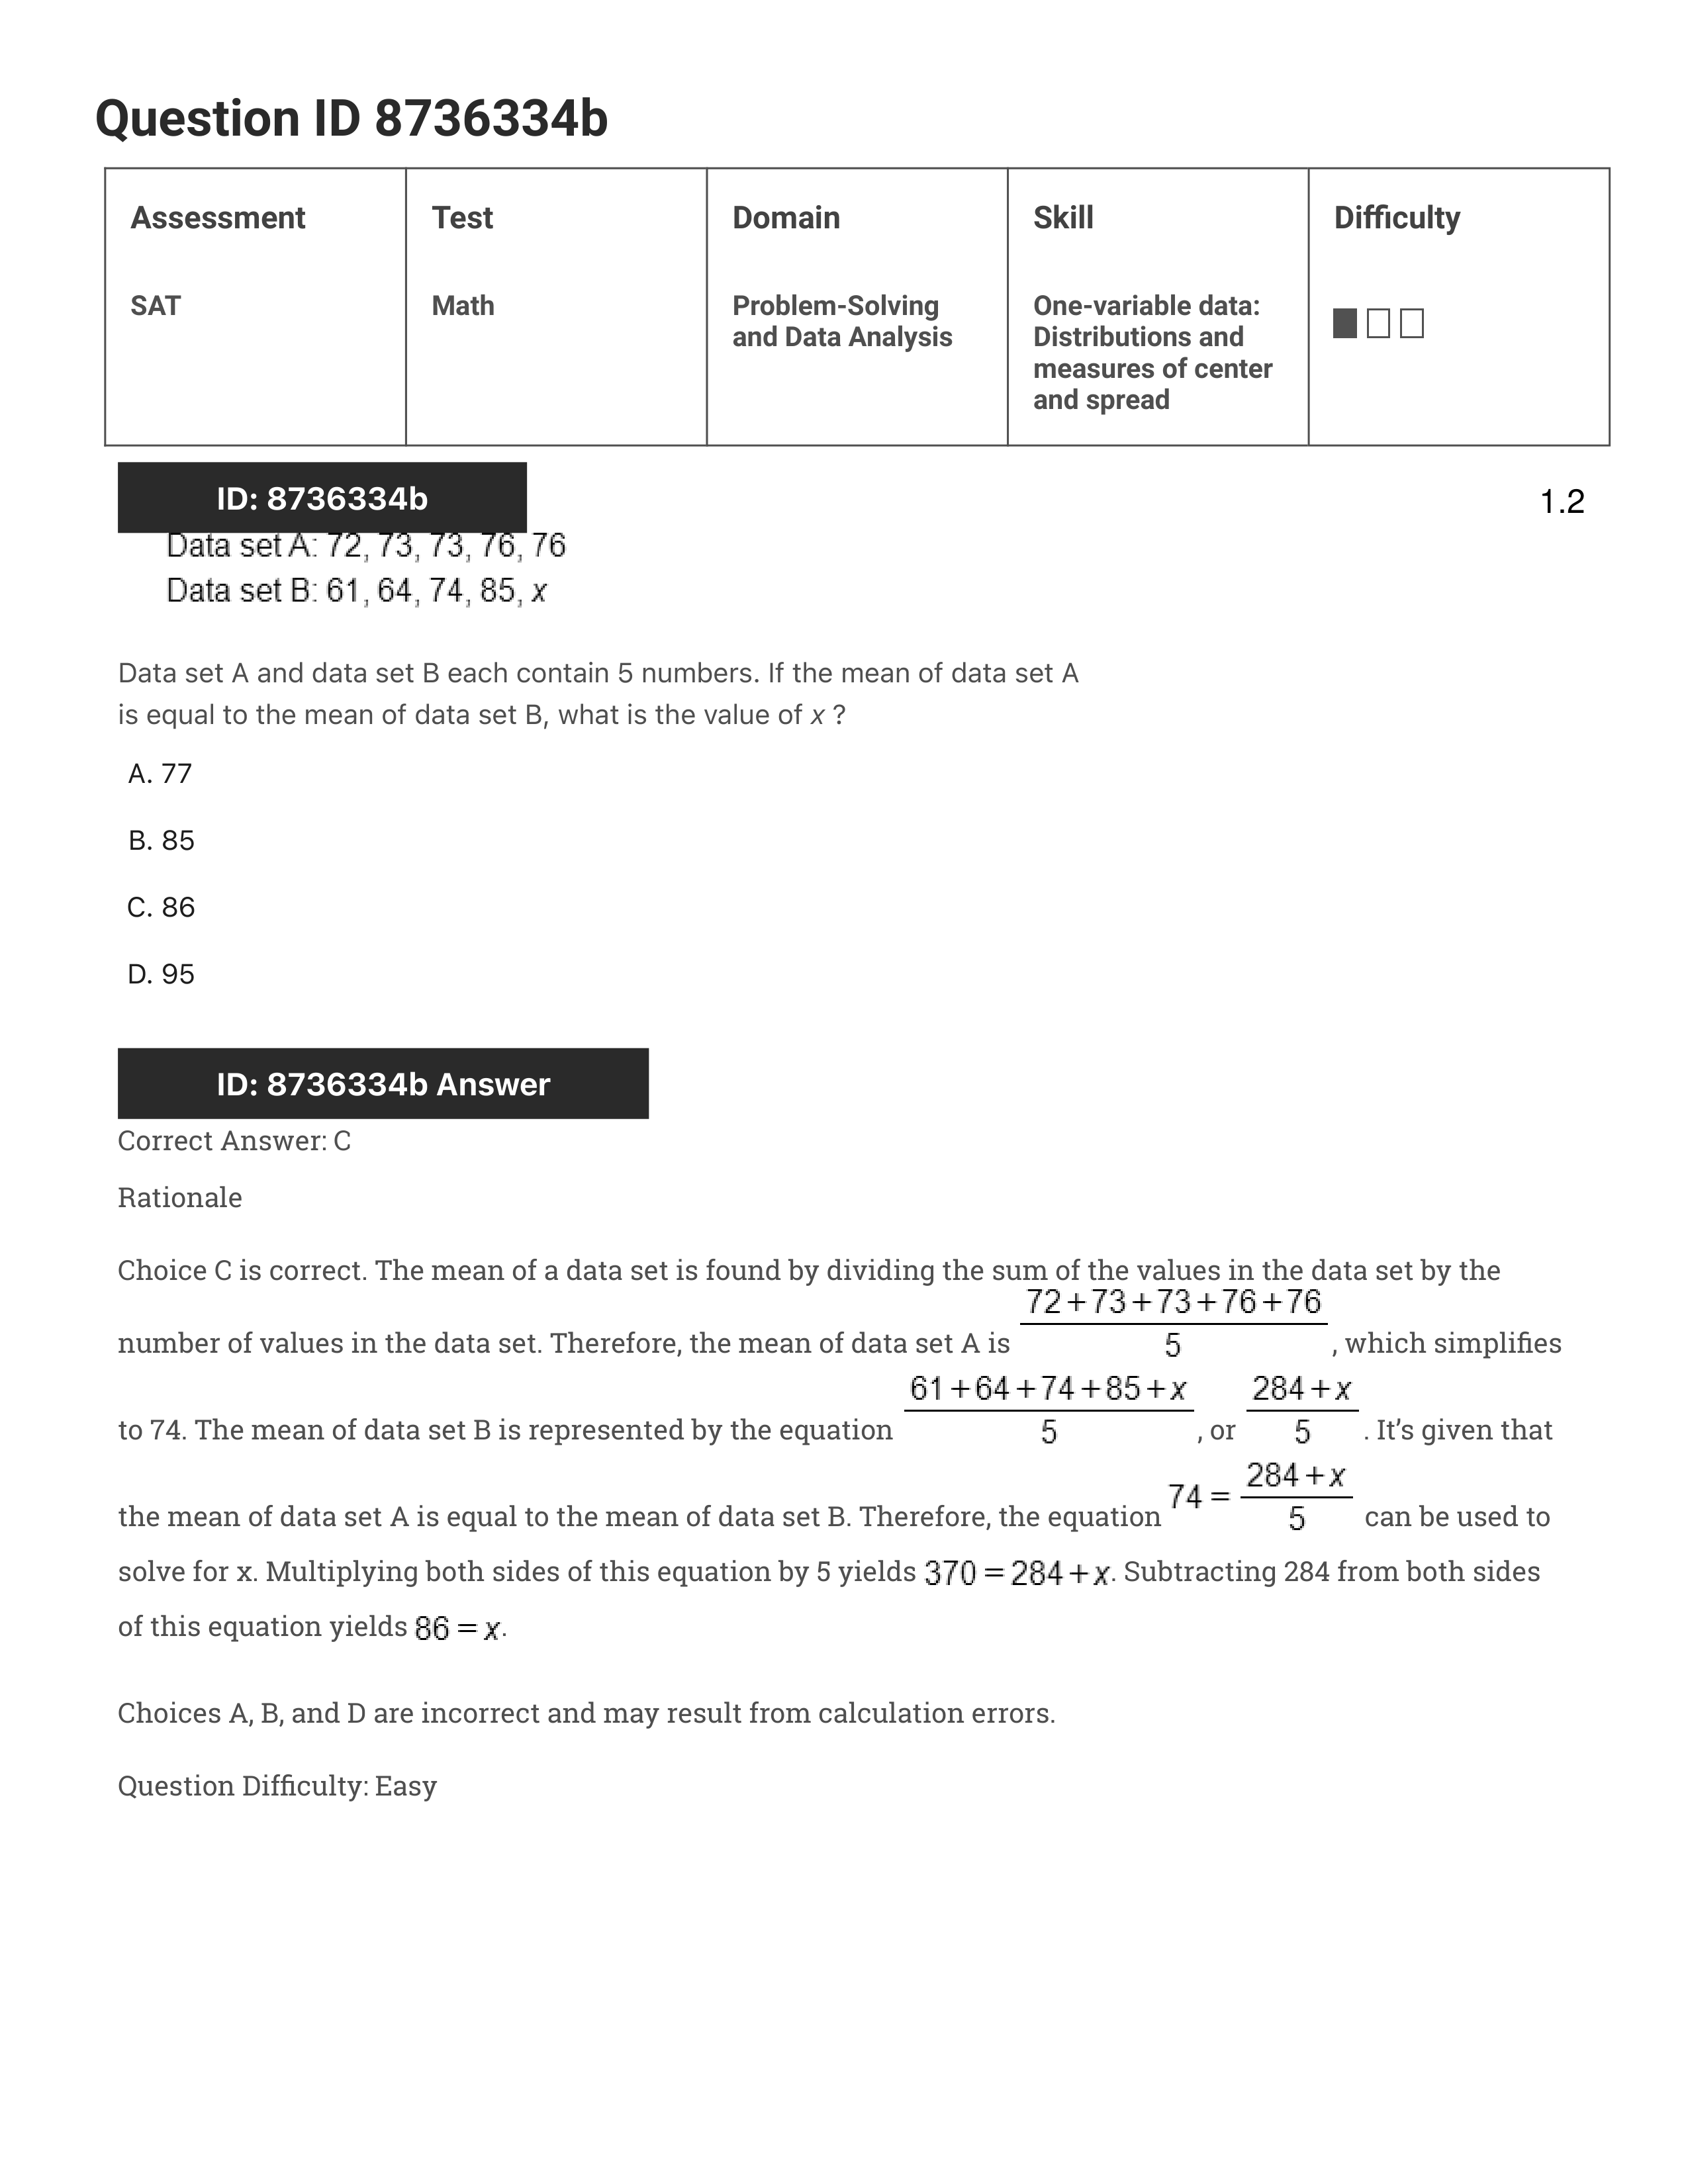 Question ID 8736334b
Assessment Test Domain Skill Difficulty
SAT Math Problem-Solving and Data Analysis One-variable data: Distributions and measures of center and spread
ID: 8736334b
1.2
Data set A: 72, 73, 73, 76, 76
Data set B: 61, 64, 74, 85, x
Data set A and data set B each contain 5 numbers. If the mean of data set A
is equal to the mean of data set B, what is the value of x ?
A. 77
B. 85
C. 86
D. 95
ID: 8736334b Answer
Correct Answer: C
Rationale
Choice C is correct. The mean of a data set is found by dividing the sum of the values in the data set by the
number of values in the data set. Therefore, the mean of data set A is (72+73+73+76+76)/5, which simplifies
to 74. The mean of data set B is represented by the equation (61+64+74+85+x)/5, or (284+x)/5. It’s given that
the mean of data set A is equal to the mean of data set B. Therefore, the equation 74 = (284+x)/5 can be used to
solve for x. Multiplying both sides of this equation by 5 yields 370 = 284+x. Subtracting 284 from both sides
of this equation yields 86 = x.
Choices A, B, and D are incorrect and may result from calculation errors.
Question Difficulty: Easy